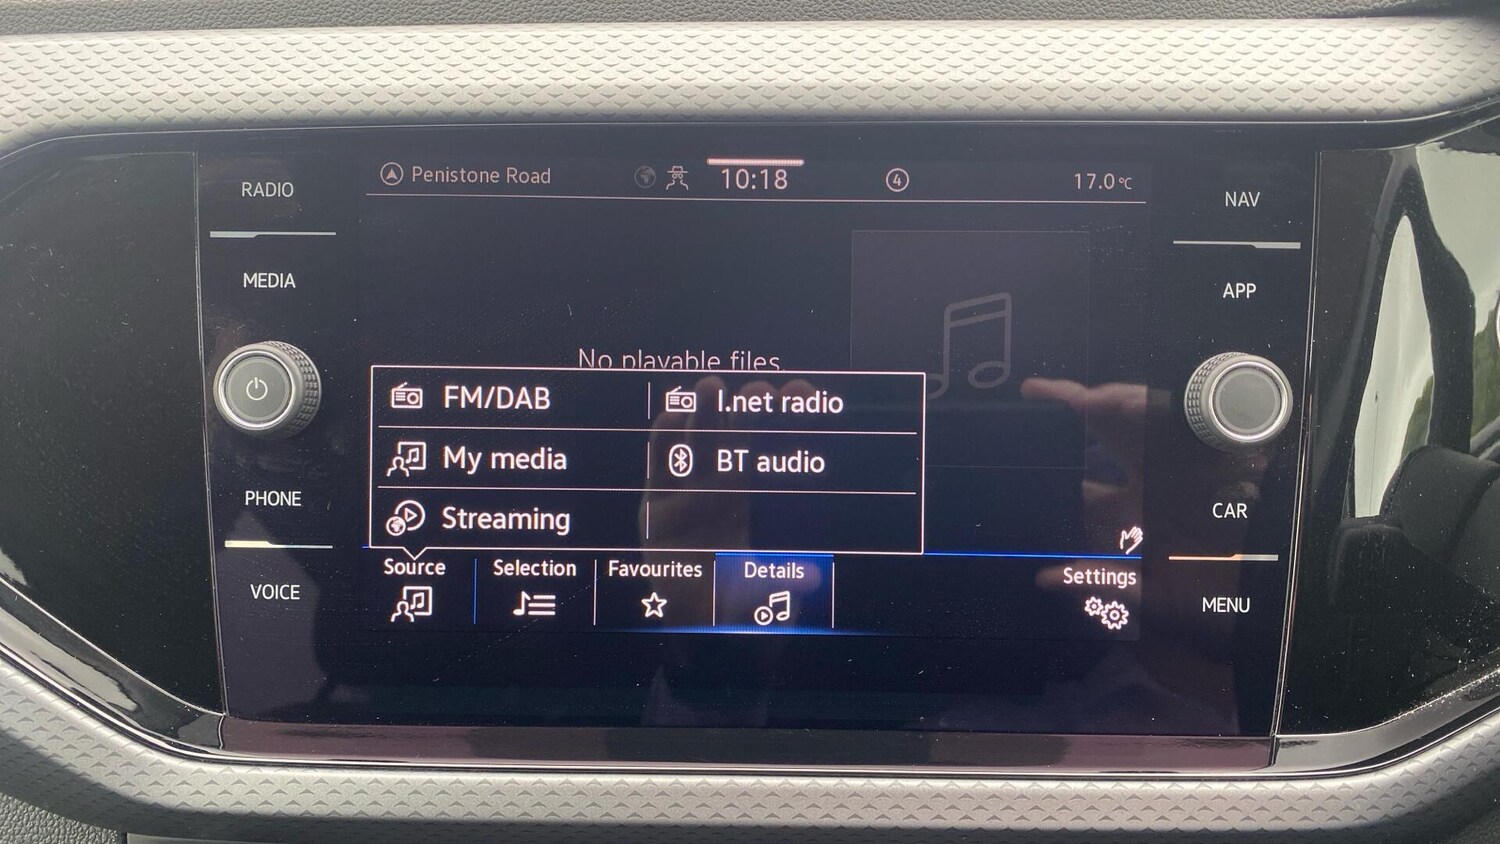 RADIO
MEDIA
PHONE
VOICE
Penistone Road
10:18
4
17.0°C
No playable files.
FM/DAB
I.net radio
My media
BT audio
Streaming
Source
Selection
Favourites
Details
Settings
NAV
APP
CAR
MENU